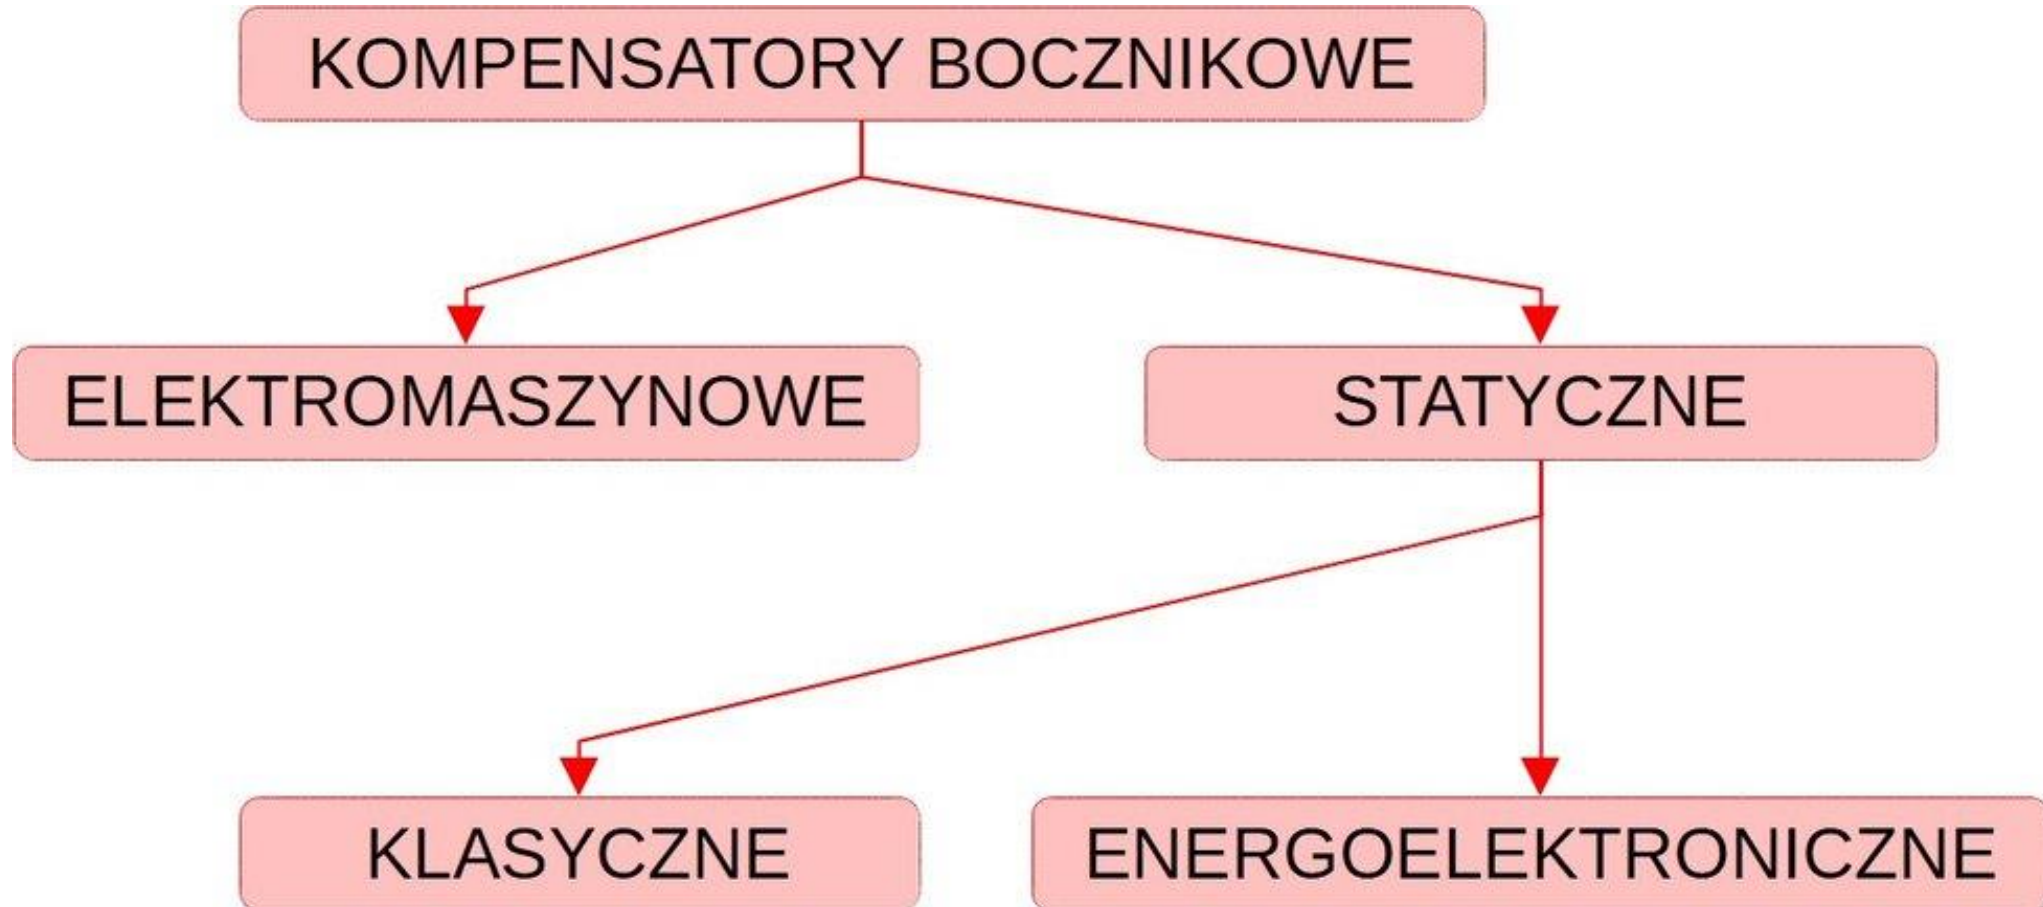 KOMPENSATORY BOCZNIKOWE
ELEKTROMASZYNOWE
STATYCZNE
KLASYCZNE
ENERGOELEKTRONICZNE